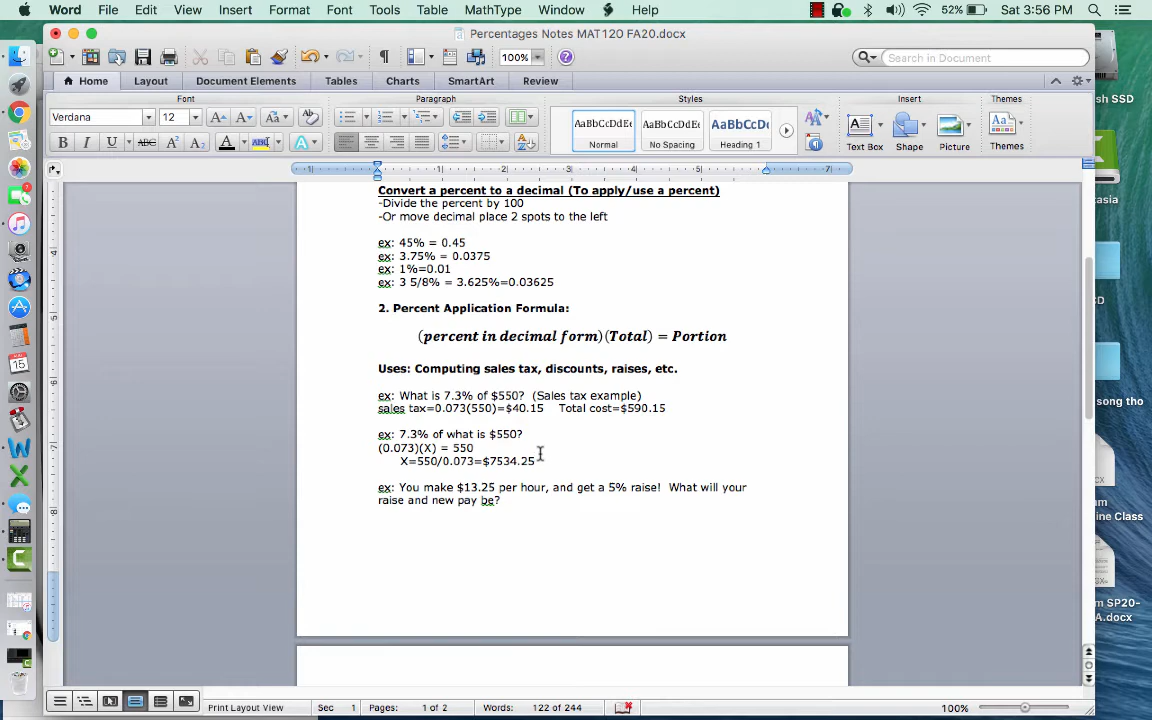 Word File Edit View Insert Format Font Tools Table MathType Window Help 52% Sat 3:56 PM
Percentages Notes MAT120 FA20.docx
100% Search in Document
Home Layout Document Elements Tables Charts SmartArt Review
Font Paragraph Styles Insert Themes
Verdana 12 Aa AaBbCcDdEe AaBbCcDdEe AaBbCcDc Aa
B I U ABC A² A₂ A ABC A Normal No Spacing Heading 1 Text Box Shape Picture Themes
Convert a percent to a decimal (To apply/use a percent)
-Divide the percent by 100
-Or move decimal place 2 spots to the left
ex: 45% = 0.45
ex: 3.75% = 0.0375
ex: 1%=0.01
ex: 3 5/8% = 3.625%=0.03625
2. Percent Application Formula:
(percent in decimal form)(Total) = Portion
Uses: Computing sales tax, discounts, raises, etc.
ex: What is 7.3% of $550? (Sales tax example)
sales tax=0.073(550)=$40.15 Total cost=$590.15
ex: 7.3% of what is $550?
(0.073)(X) = 550
X=550/0.073=$7534.25
ex: You make $13.25 per hour, and get a 5% raise! What will your
raise and new pay be?
Print Layout View Sec 1 Pages: 1 of 2 Words: 122 of 244 100%